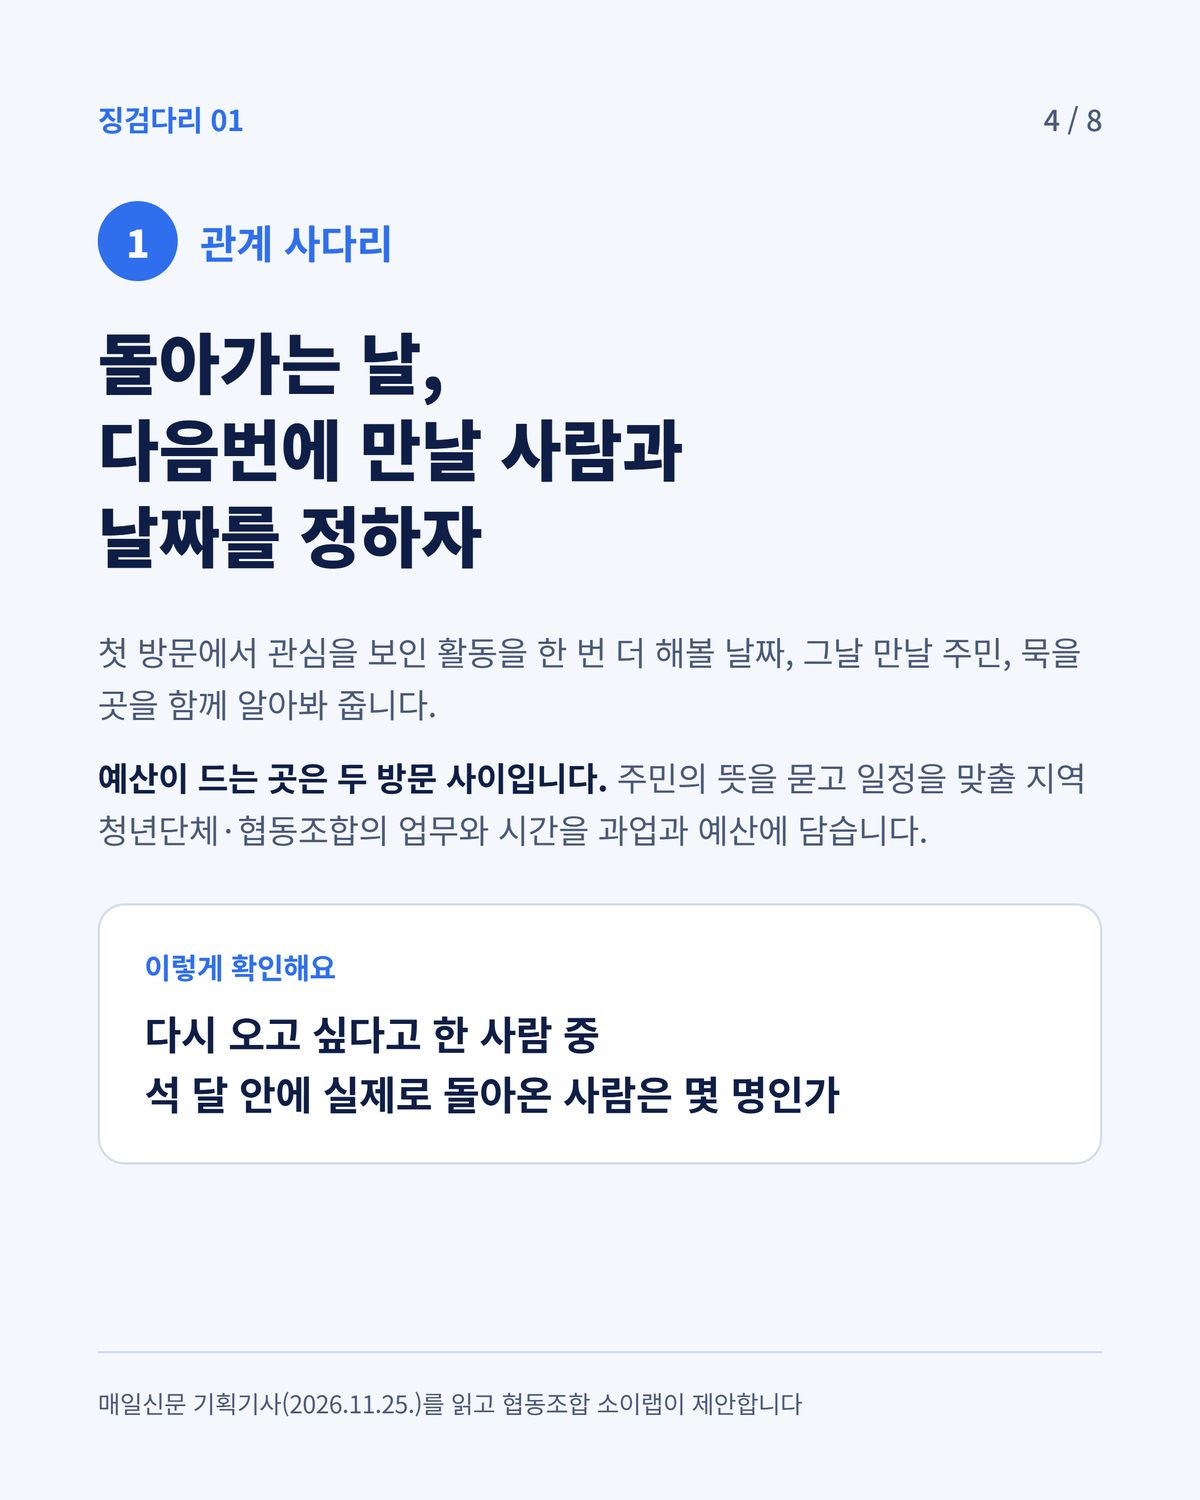 징검다리 01
4 / 8
1 관계 사다리
돌아가는 날,
다음번에 만날 사람과
날짜를 정하자
첫 방문에서 관심을 보인 활동을 한 번 더 해볼 날짜, 그날 만날 주민, 묵을
곳을 함께 알아봐 줍니다.
예산이 드는 곳은 두 방문 사이입니다. 주민의 뜻을 묻고 일정을 맞출 지역
청년단체·협동조합의 업무와 시간을 과업과 예산에 담습니다.
이렇게 확인해요
다시 오고 싶다고 한 사람 중
석 달 안에 실제로 돌아온 사람은 몇 명인가
매일신문 기획기사(2026.11.25.)를 읽고 협동조합 소이랩이 제안합니다